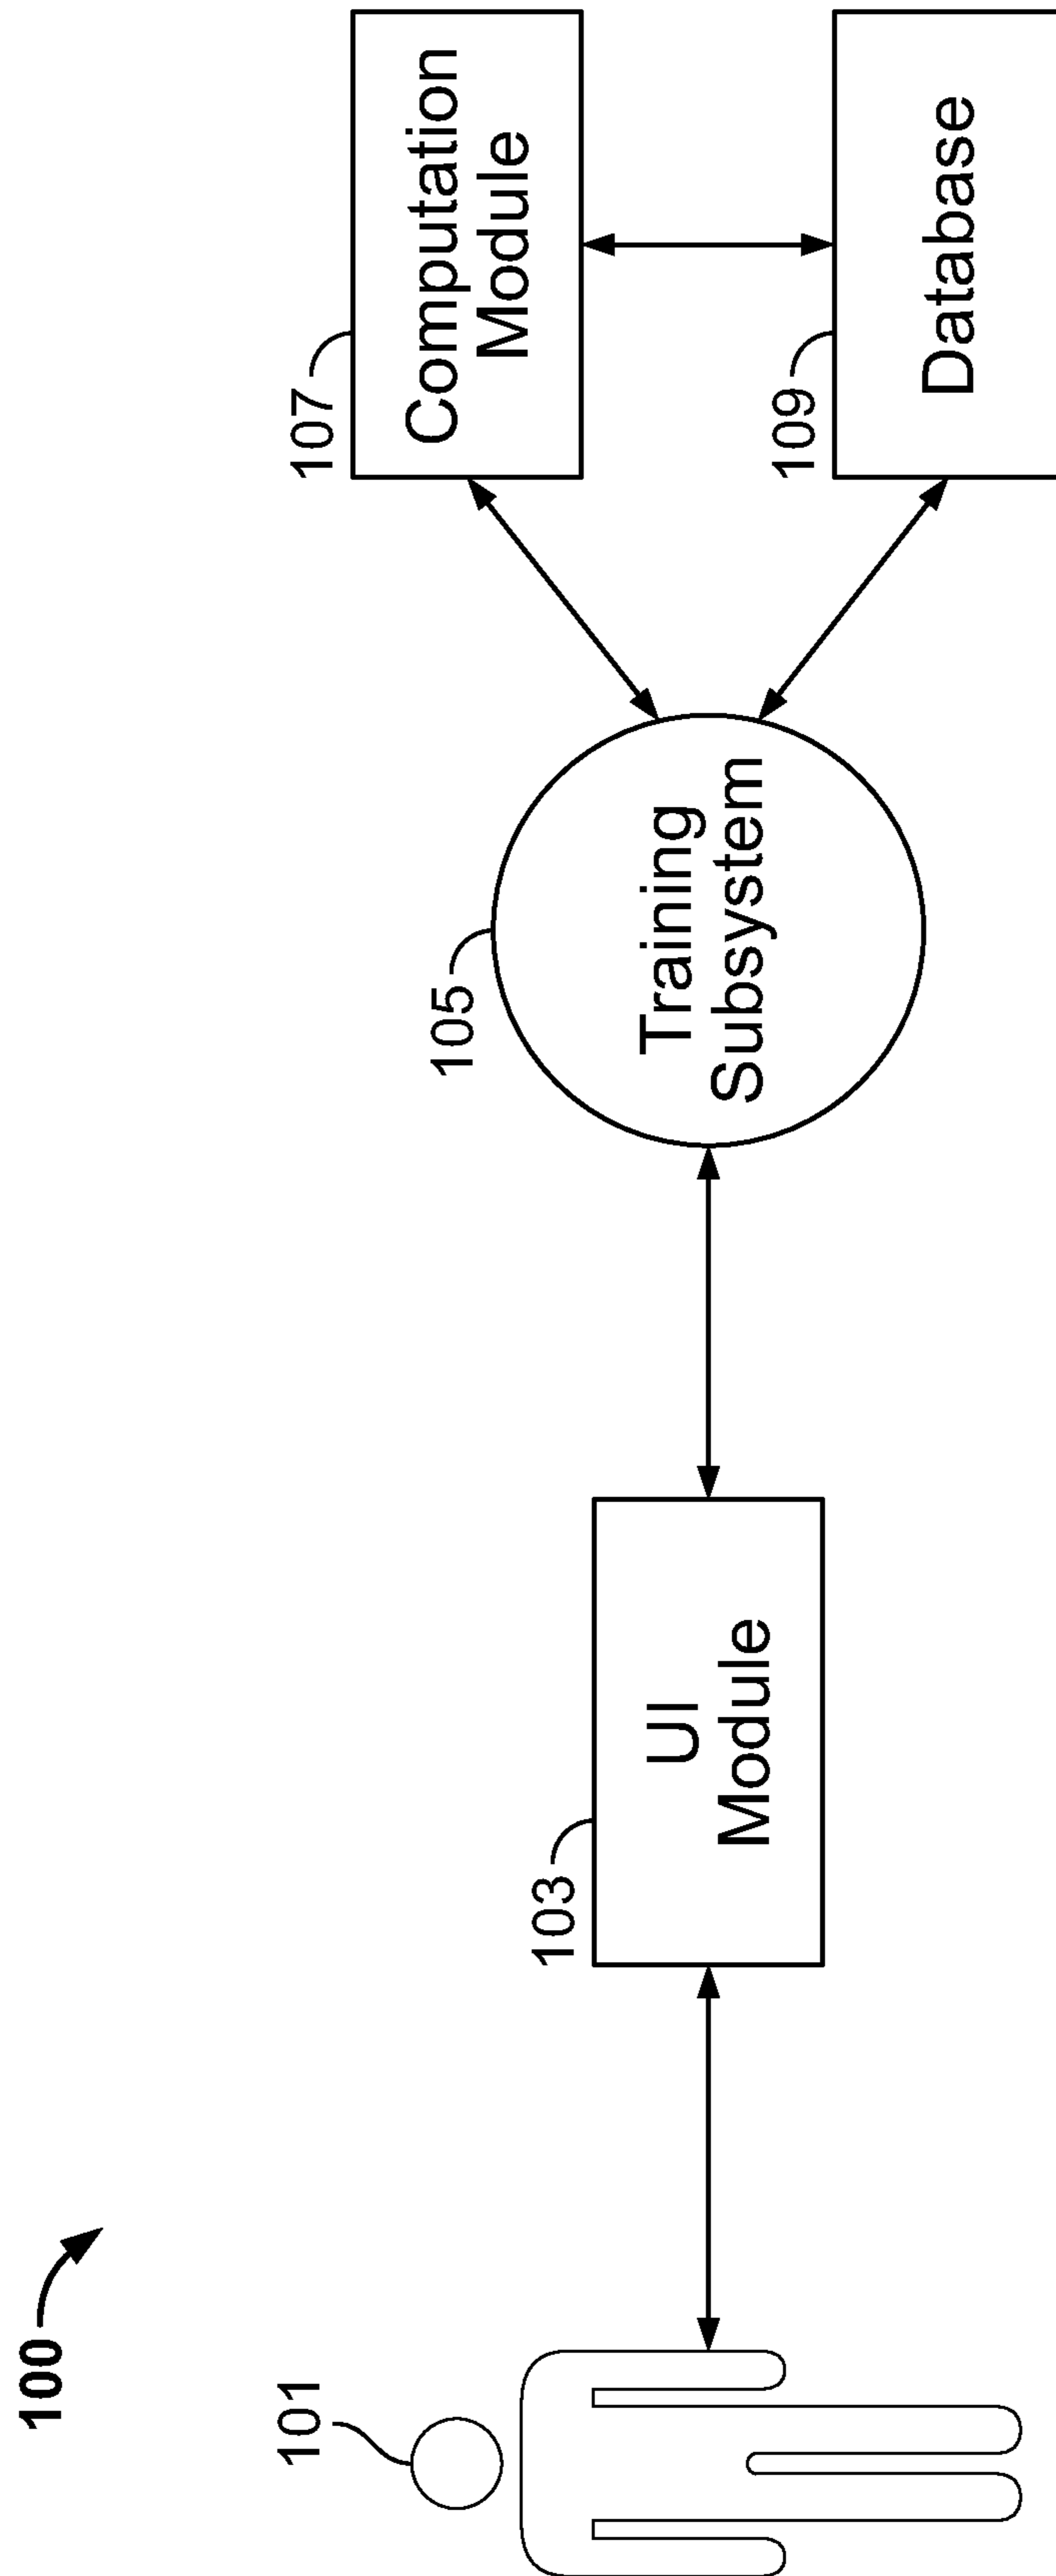 100
101
103
UI
Module
105
Training
Subsystem
107
Computation
Module
109
Database